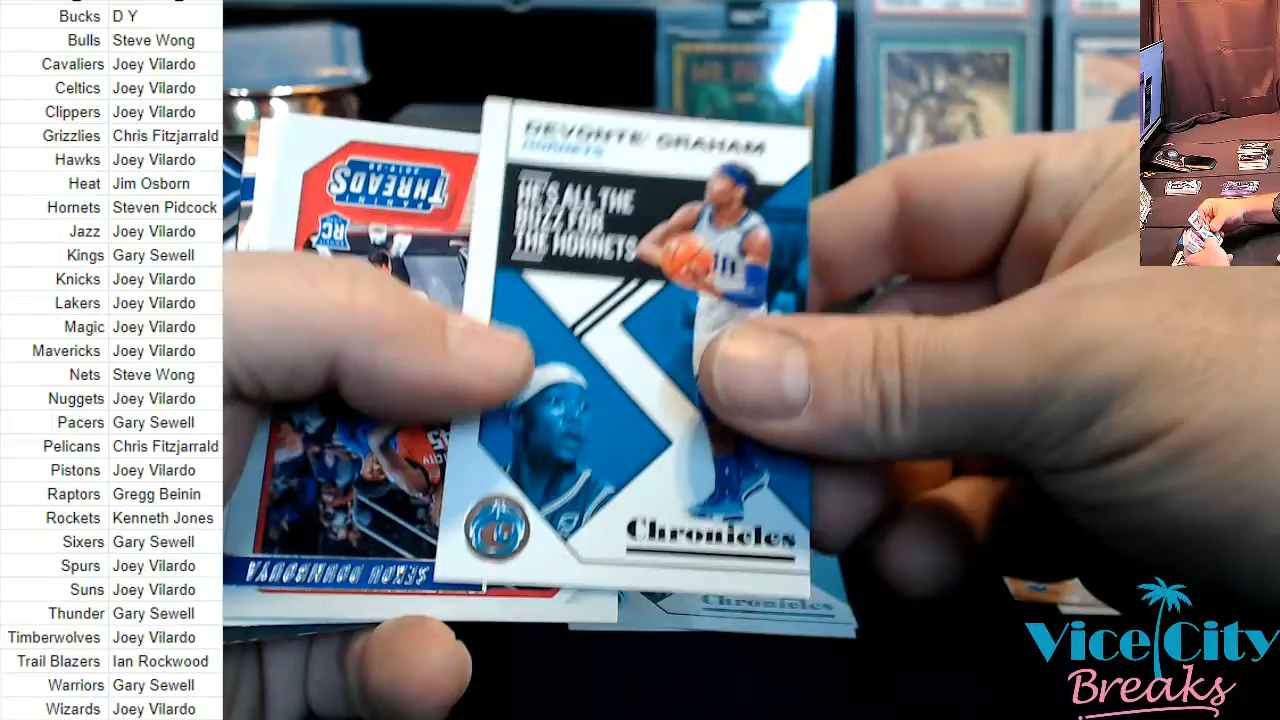 Bucks D Y
Bulls Steve Wong
Cavaliers Joey Vilardo
Celtics Joey Vilardo
Clippers Joey Vilardo
Grizzlies Chris Fitzjarrald
Hawks Joey Vilardo
Heat Jim Osborn
Hornets Steven Pidcock
Jazz Joey Vilardo
Kings Gary Sewell
Knicks Joey Vilardo
Lakers Joey Vilardo
Magic Joey Vilardo
Mavericks Joey Vilardo
Nets Steve Wong
Nuggets Joey Vilardo
Pacers Gary Sewell
Pelicans Chris Fitzjarrald
Pistons Joey Vilardo
Raptors Gregg Beinin
Rockets Kenneth Jones
Sixers Gary Sewell
Spurs Joey Vilardo
Suns Joey Vilardo
Thunder Gary Sewell
Timberwolves Joey Vilardo
Trail Blazers Ian Rockwood
Warriors Gary Sewell
Wizards Joey Vilardo
DEVONTE' GRAHAM
HORNETS
HE'S ALL THE
BUZZ FOR
THE HORNETS
Chronicles
Chronicles
2019-20
PANINI
THREADS
RC
SEKOU DOUMBOUYA
Vice City
Breaks